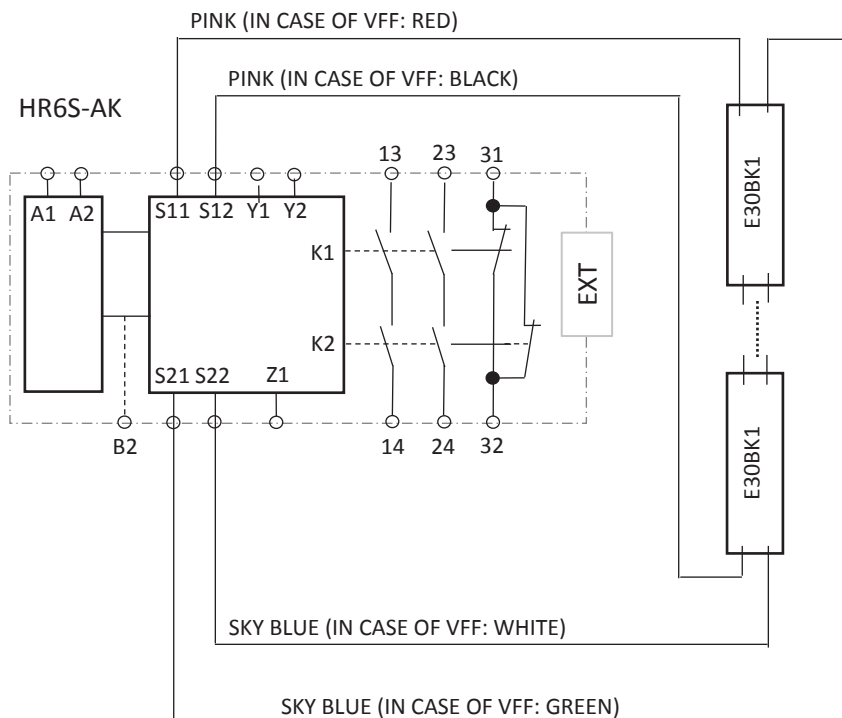 PINK (IN CASE OF VFF: RED)
PINK (IN CASE OF VFF: BLACK)
HR6S-AK
13 23 31
A1 A2 S11 S12 Y1 Y2
E30BK1
K1
EXT
K2
S21 S22 Z1
B2 14 24 32
E30BK1
SKY BLUE (IN CASE OF VFF: WHITE)
SKY BLUE (IN CASE OF VFF: GREEN)